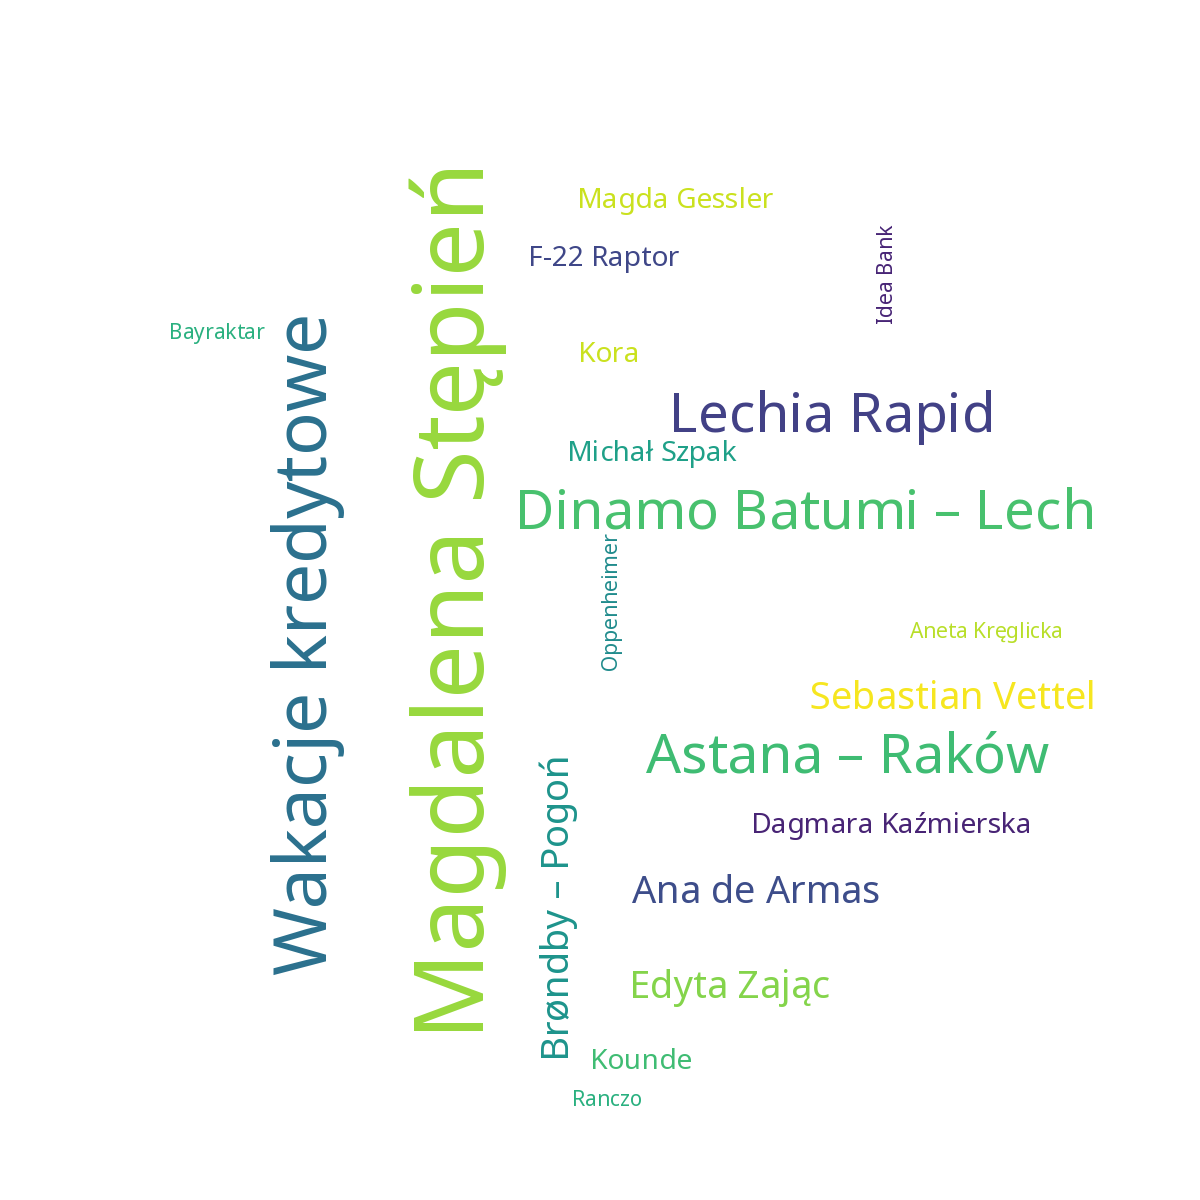 Magda Gessler
F-22 Raptor
Idea Bank
Bayraktar
Kora
Lechia Rapid
Michał Szpak
Dinamo Batumi – Lech
Wakacje kredytowe
Magdalena Stępień
Oppenheimer
Aneta Kręglicka
Sebastian Vettel
Astana – Raków
Dagmara Kaźmierska
Brøndby – Pogoń
Ana de Armas
Edyta Zając
Kounde
Ranczo